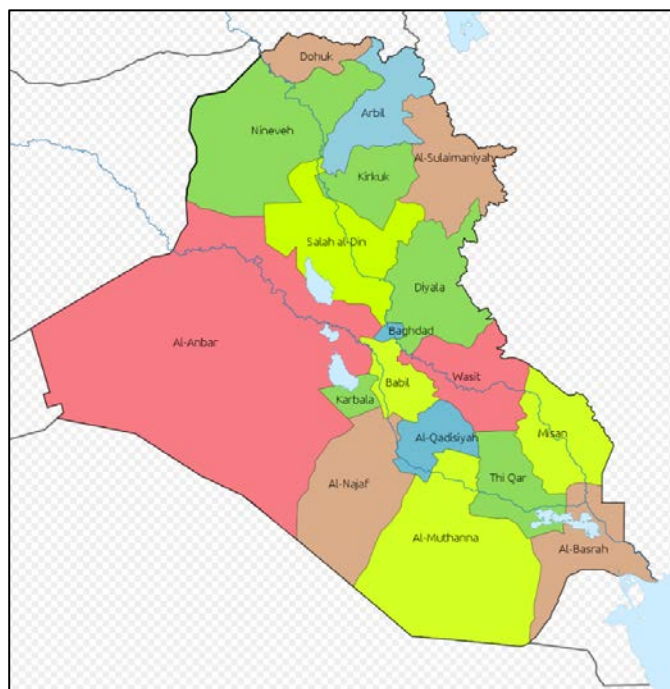 Dohuk
Arbil
Nineveh
Al-Sulaimaniyah
Kirkuk
Salah al-Din
Diyala
Baghdad
Al-Anbar
Wasit
Babil
Karbala
Misan
Al-Qadisiyah
Thi Qar
Al-Najaf
Al-Muthanna
Al-Basrah